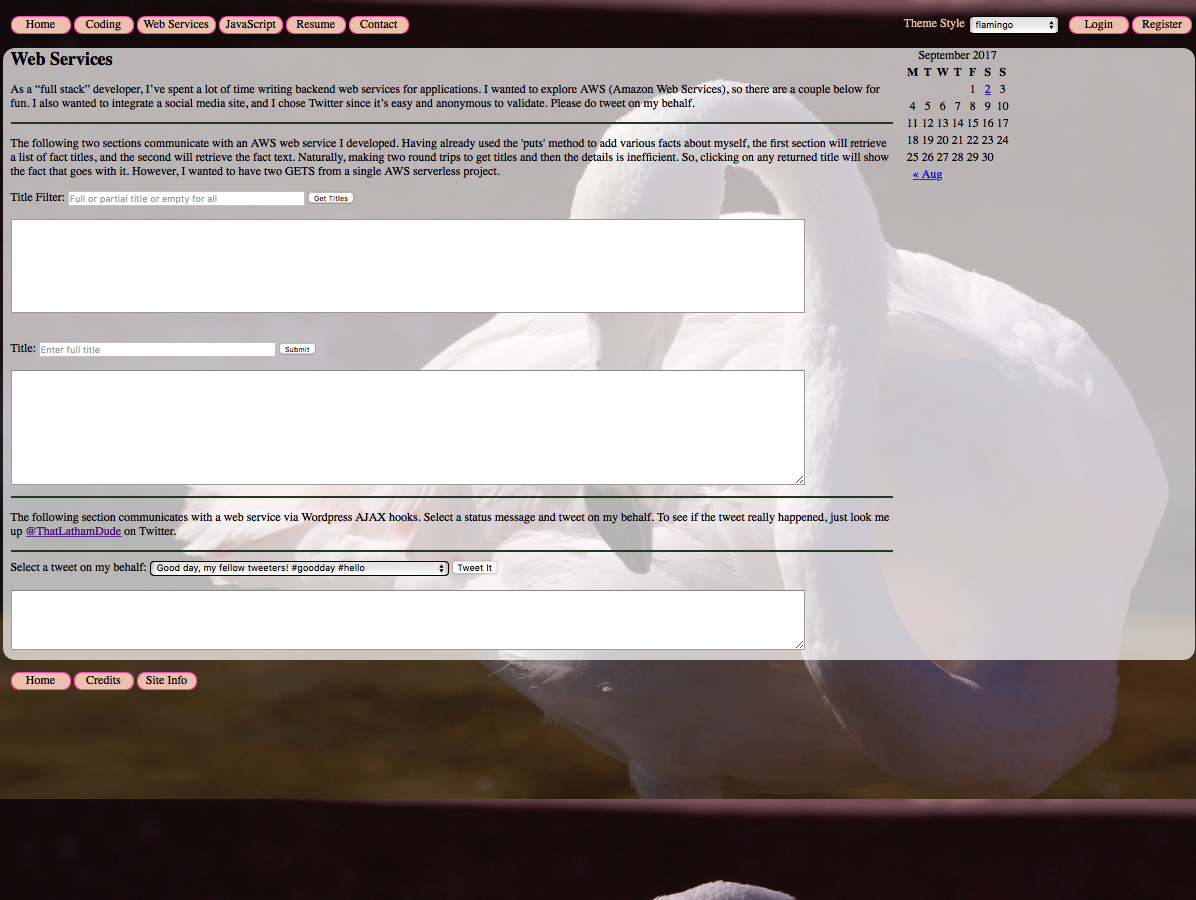 Home Coding Web Services JavaScript Resume Contact Theme Style flamingo Login Register
Web Services
As a “full stack” developer, I’ve spent a lot of time writing backend web services for applications. I wanted to explore AWS (Amazon Web Services), so there are a couple below for
fun. I also wanted to integrate a social media site, and I chose Twitter since it’s easy and anonymous to validate. Please do tweet on my behalf.
The following two sections communicate with an AWS web service I developed. Having already used the 'puts' method to add various facts about myself, the first section will retrieve
a list of fact titles, and the second will retrieve the fact text. Naturally, making two round trips to get titles and then the details is inefficient. So, clicking on any returned title will show
the fact that goes with it. However, I wanted to have two GETS from a single AWS serverless project.
Title Filter: Full or partial title or empty for all Get Titles
Title: Enter full title Submit
The following section communicates with a web service via Wordpress AJAX hooks. Select a status message and tweet on my behalf. To see if the tweet really happened, just look me
up @ThatLathamDude on Twitter.
Select a tweet on my behalf: Good day, my fellow tweeters! #goodday #hello Tweet It
September 2017
M T W T F S S
1 2 3
4 5 6 7 8 9 10
11 12 13 14 15 16 17
18 19 20 21 22 23 24
25 26 27 28 29 30
« Aug
Home Credits Site Info